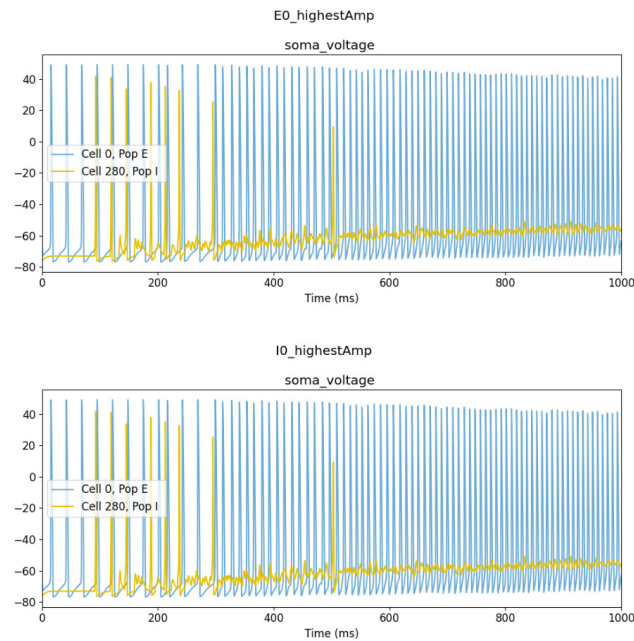 E0_highestAmp
soma_voltage
40
20
0
−20
−40
−60
−80
Cell 0, Pop E
Cell 280, Pop I
0 200 400 600 800 1000
Time (ms)
I0_highestAmp
soma_voltage
40
20
0
−20
−40
−60
−80
Cell 0, Pop E
Cell 280, Pop I
0 200 400 600 800 1000
Time (ms)